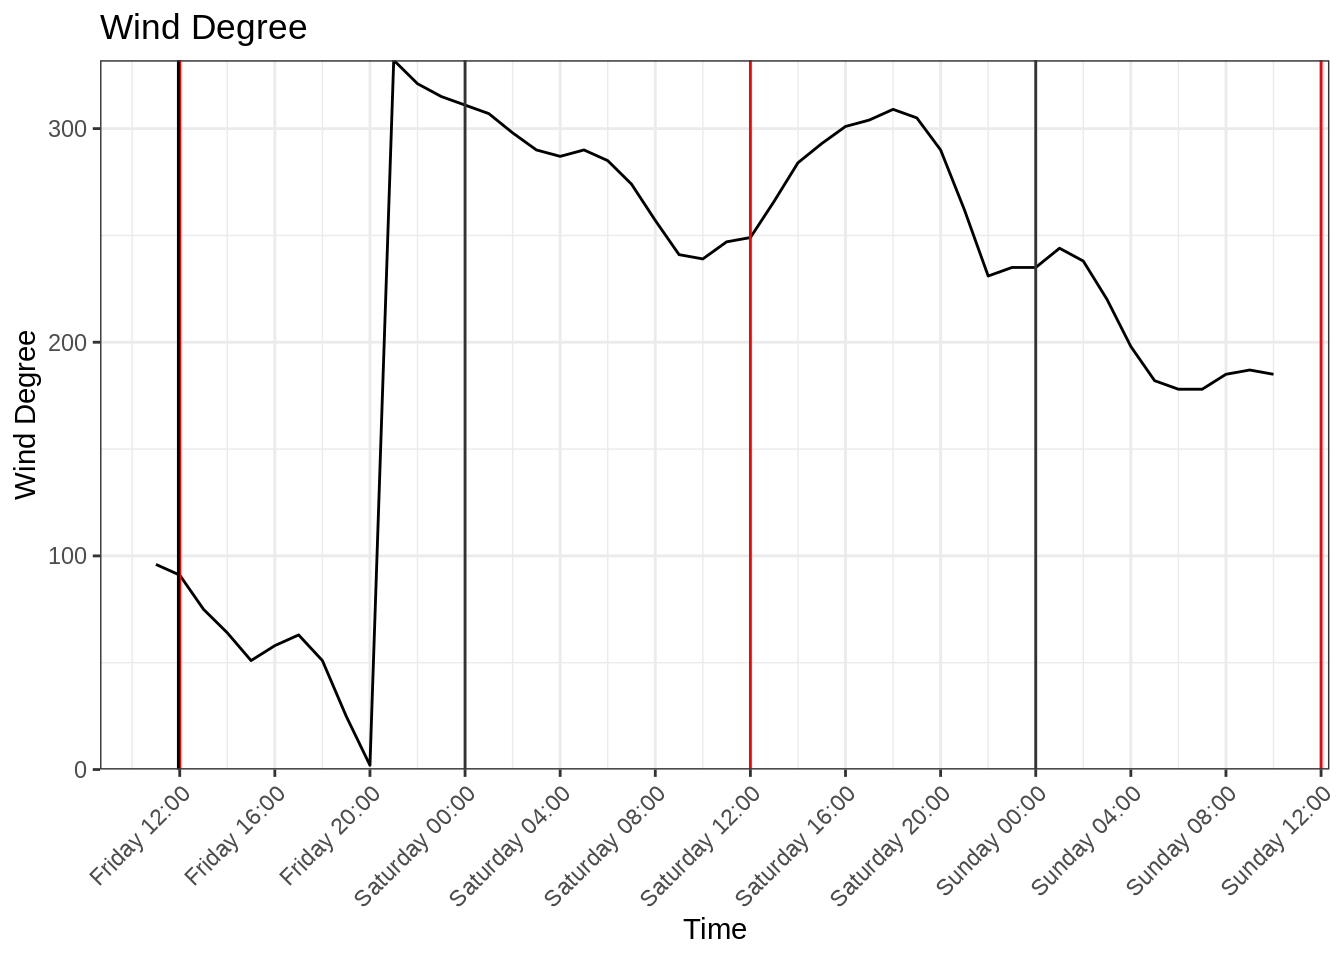 Wind Degree
Wind Degree
300
200
100
0
Friday 12:00
Friday 16:00
Friday 20:00
Saturday 00:00
Saturday 04:00
Saturday 08:00
Saturday 12:00
Saturday 16:00
Saturday 20:00
Sunday 00:00
Sunday 04:00
Sunday 08:00
Sunday 12:00
Time